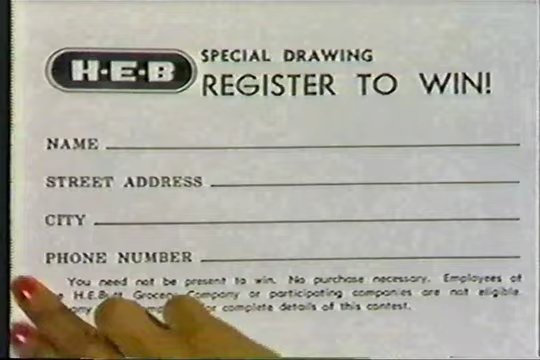 H·E·B
SPECIAL DRAWING
REGISTER TO WIN!
NAME
STREET ADDRESS
CITY
PHONE NUMBER
You need not be present to win. No purchase necessary. Employees of
H.E.Butt Grocery Company or participating companies are not eligible.
for complete details of this contest.